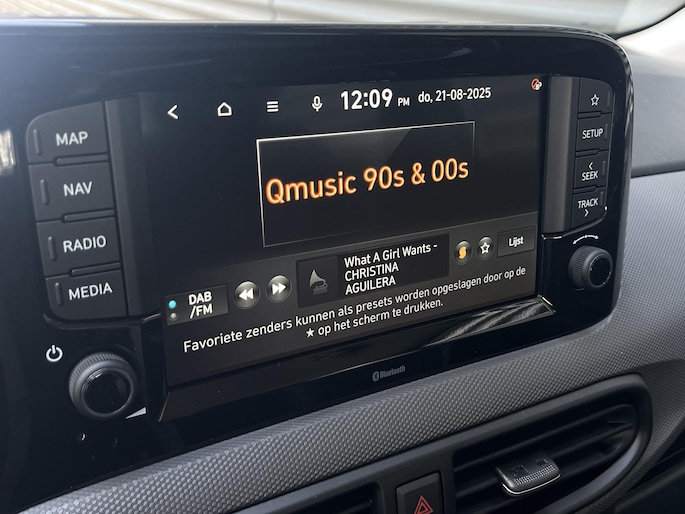 MAP
NAV
RADIO
MEDIA
12:09 PM do, 21-08-2025
Qmusic 90s & 00s
DAB
/FM
What A Girl Wants -
CHRISTINA
AGUILERA
Lijst
Favoriete zenders kunnen als presets worden opgeslagen door op de
★ op het scherm te drukken.
SETUP
< SEEK
TRACK >
Bluetooth